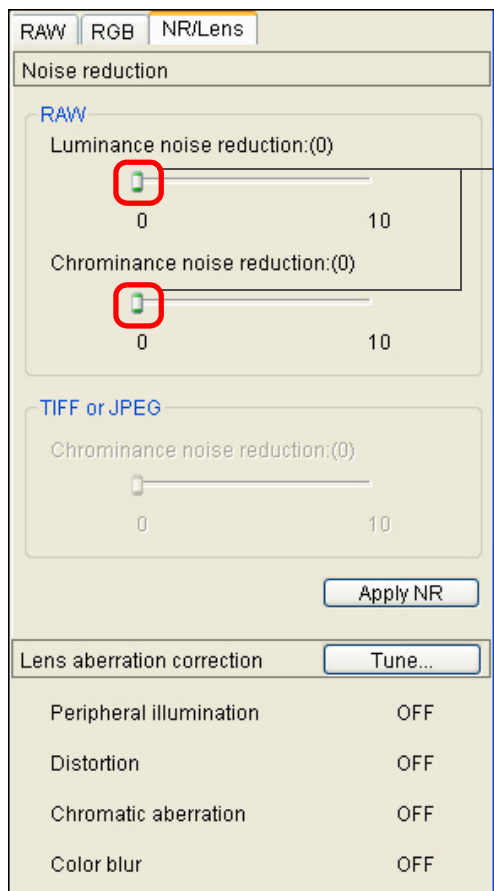 RAW RGB NR/Lens
Noise reduction
RAW
Luminance noise reduction:(0)
0 10
Chrominance noise reduction:(0)
0 10
TIFF or JPEG
Chrominance noise reduction:(0)
0 10
Apply NR
Lens aberration correction Tune...
Peripheral illumination OFF
Distortion OFF
Chromatic aberration OFF
Color blur OFF